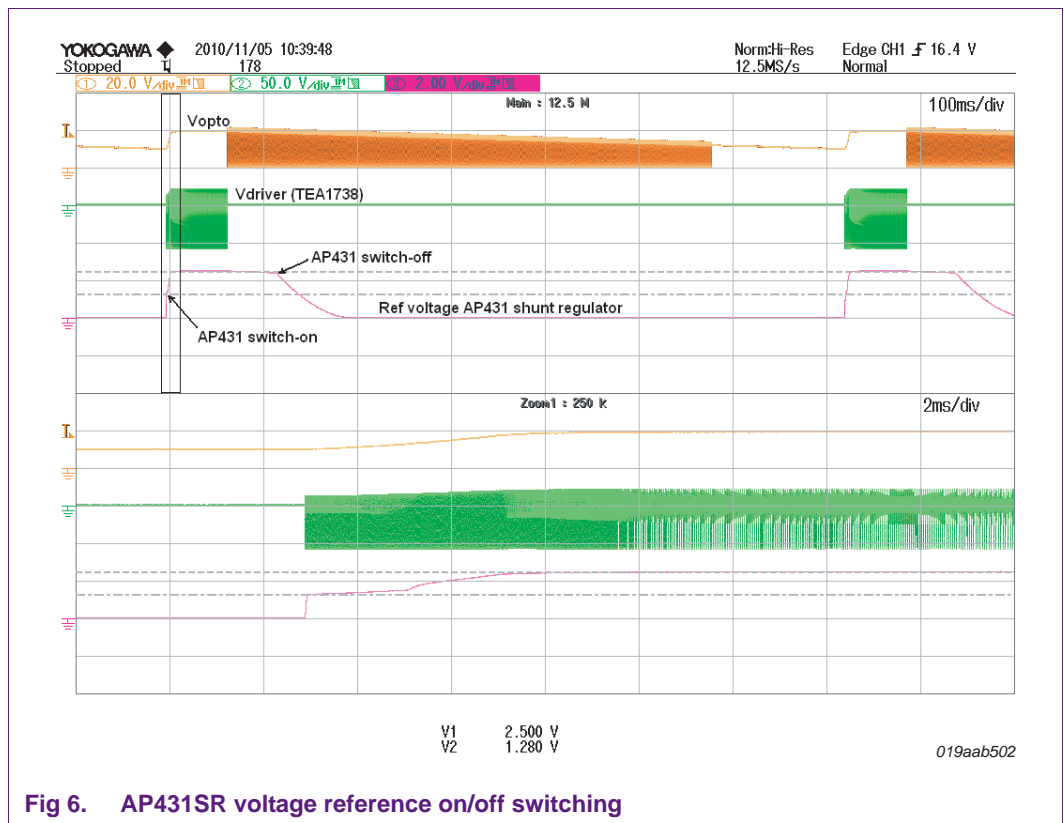 YOKOGAWA ◆ 2010/11/05 10:39:48 Norm:Hi-Res Edge CH1 16.4 V
Stopped 178 12.5MS/s Normal
① 20.0 V/div ② 50.0 V/div ③ 2.00 V/div
Main : 12.5 M 100ms/div
Vopto
Vdriver (TEA1738)
AP431 switch-off
Ref voltage AP431 shunt regulator
AP431 switch-on
Zoom1 : 250 k 2ms/div
V1 2.500 V
V2 1.280 V
019aab502
Fig 6. AP431SR voltage reference on/off switching